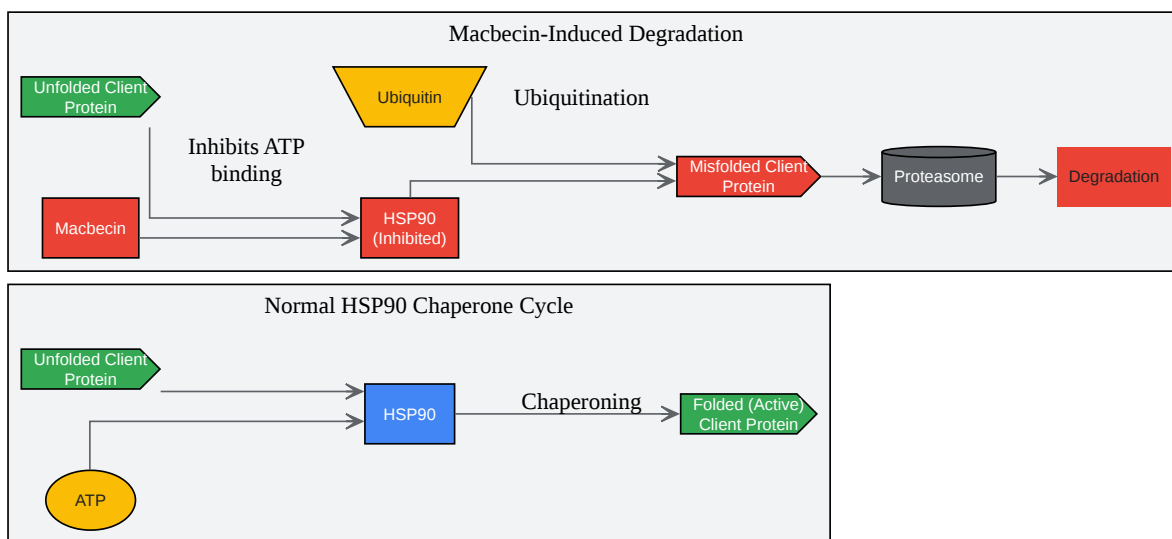 Macbecin-Induced Degradation
Unfolded Client
Protein
Ubiquitin
Ubiquitination
Inhibits ATP
binding
Misfolded Client
Protein
Proteasome
Degradation
Macbecin
HSP90
(Inhibited)
Normal HSP90 Chaperone Cycle
Unfolded Client
Protein
HSP90
Chaperoning
Folded (Active)
Client Protein
ATP